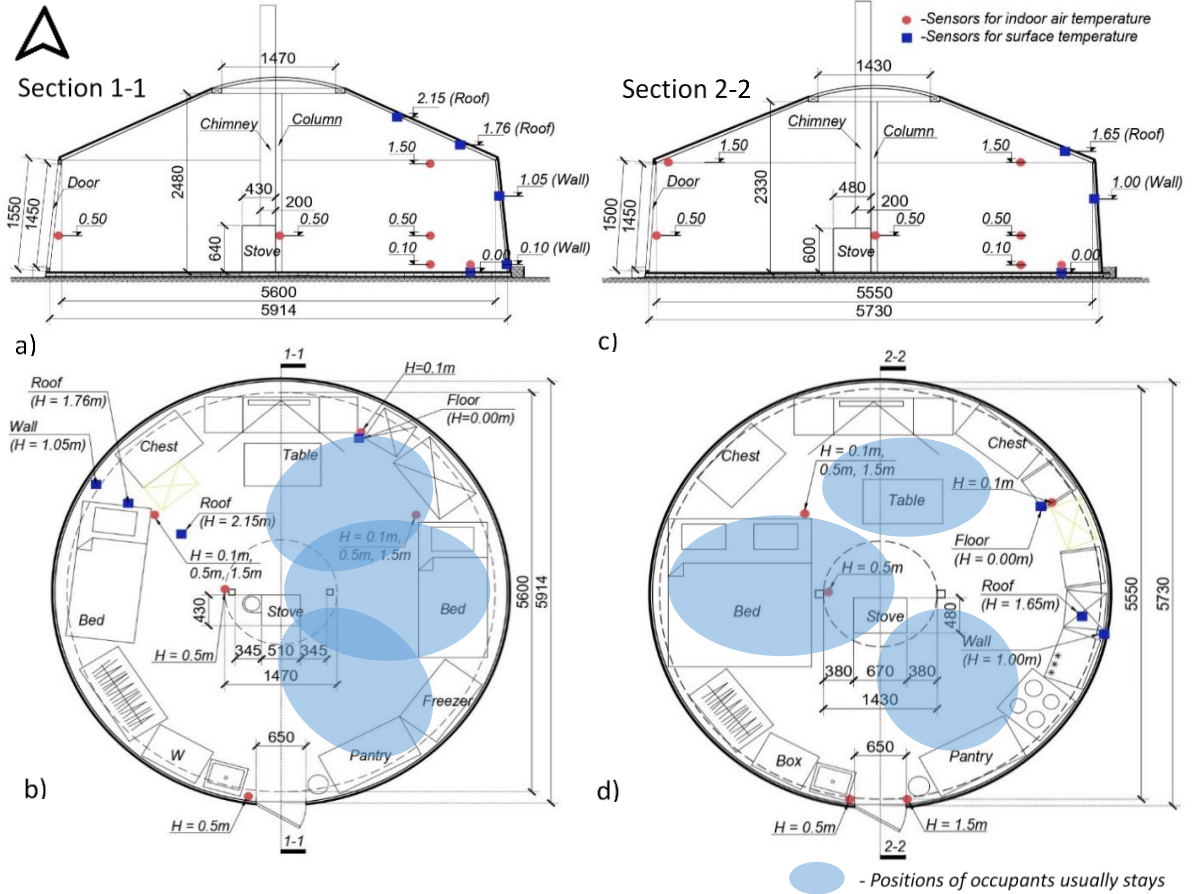 -Sensors for indoor air temperature
-Sensors for surface temperature
Section 1-1
1470
2.15 (Roof)
Chimney
Column
1.76 (Roof)
1.50
Door
2480
1.05 (Wall)
430
1550
1450
0.50
200
0.50
0.50
640
Stove
0.10
0.00
0.10 (Wall)
5600
5914
a)
Section 2-2
1430
Chimney
Column
1.65 (Roof)
1.50
1.50
Door
2330
1.00 (Wall)
480
1500
1450
0.50
200
0.50
0.50
600
Stove
0.10
0.00
5550
5730
c)
1-1
H=0.1m
Roof
(H = 1.76m)
Floor
(H=0.00m)
Wall
(H = 1.05m)
Chest
Table
Roof
(H = 2.15m)
H = 0.1m,
0.5m, 1.5m
H = 0.1m,
0.5m, 1.5m
430
Stove
Bed
Bed
H = 0.5m
345
510
345
1470
5600
5914
Freezer
650
W
Pantry
b)
H = 0.5m
1-1
2-2
Chest
H = 0.1m,
0.5m, 1.5m
Chest
H = 0.1m
Table
Floor
(H = 0.00m)
H = 0.5m
Roof
(H = 1.65m)
Bed
Stove
480
Wall
(H = 1.00m)
380
670
380
1430
5550
5730
650
Box
Pantry
d)
H = 0.5m
H = 1.5m
2-2
- Positions of occupants usually stays